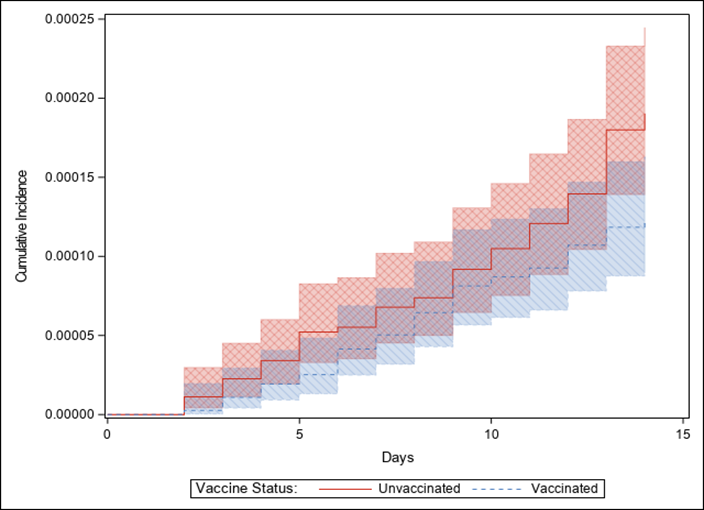 0.00025
0.00020
0.00015
0.00010
0.00005
0.00000
Cumulative Incidence
0 5 10 15
Days
Vaccine Status: Unvaccinated Vaccinated